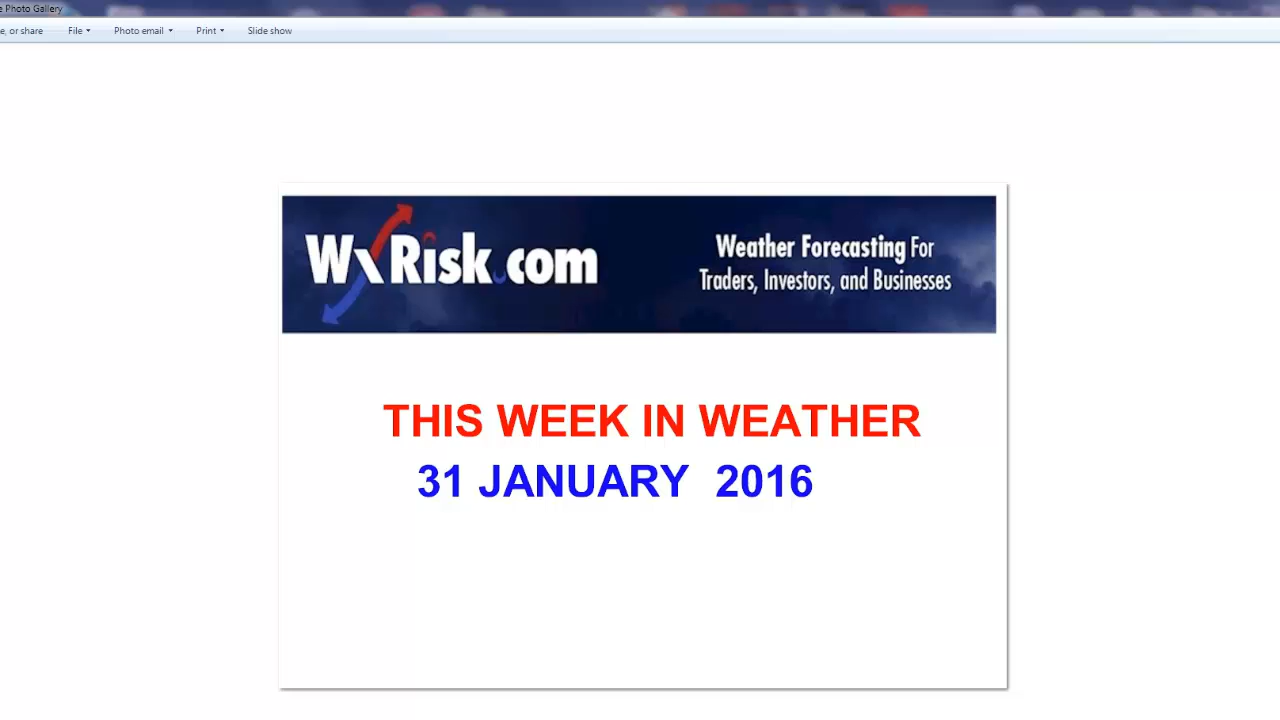 e Photo Gallery
e, or share File Photo email Print Slide show
WxRisk.com
Weather Forecasting For
Traders, Investors, and Businesses
THIS WEEK IN WEATHER
31 JANUARY 2016